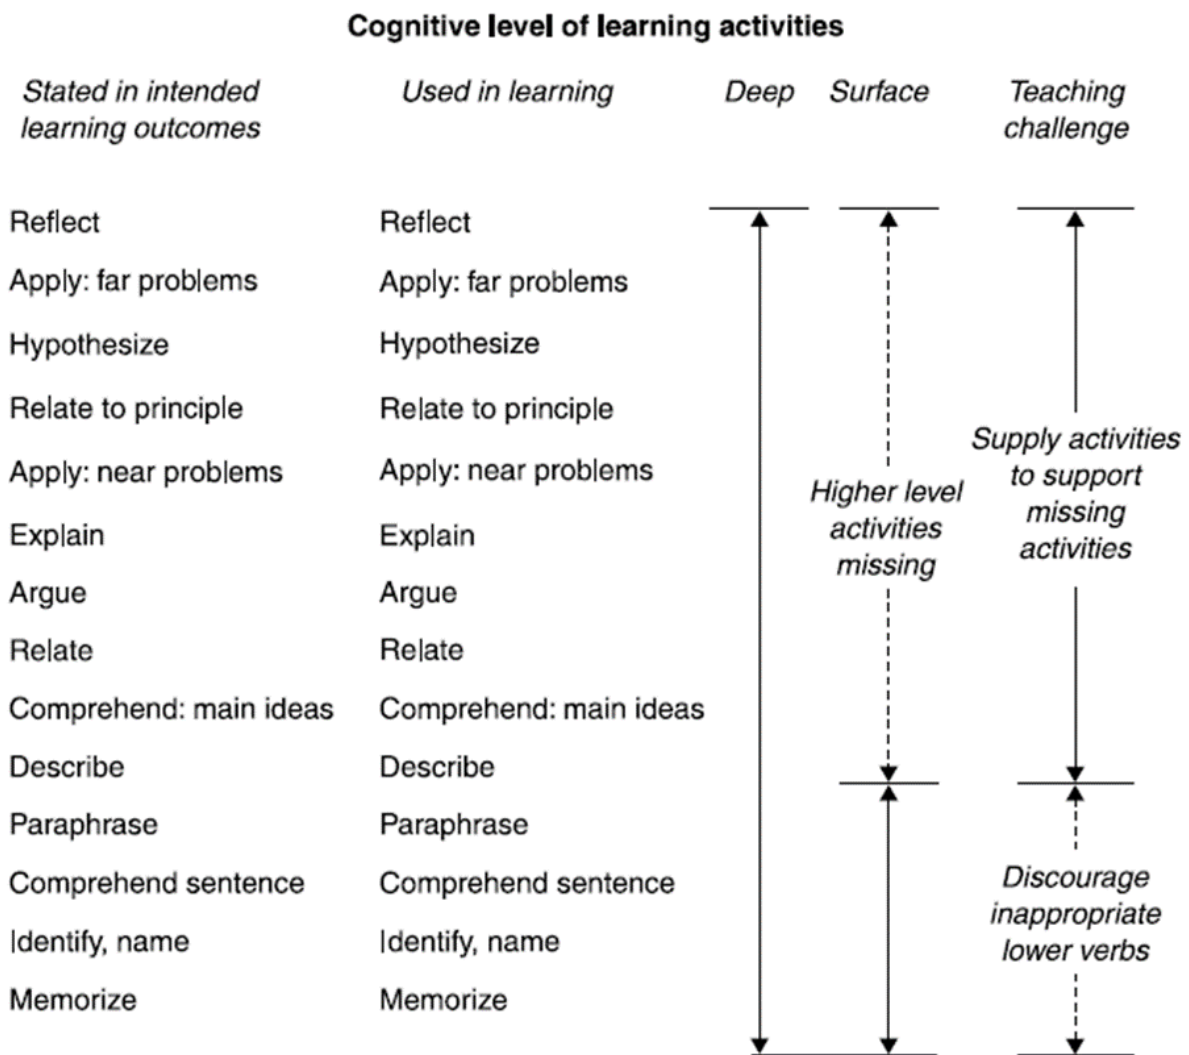 Cognitive level of learning activities
Stated in intended learning outcomes
Used in learning
Deep
Surface
Teaching challenge
Reflect
Reflect
Apply: far problems
Apply: far problems
Hypothesize
Hypothesize
Relate to principle
Relate to principle
Apply: near problems
Apply: near problems
Explain
Explain
Argue
Argue
Relate
Relate
Comprehend: main ideas
Comprehend: main ideas
Describe
Describe
Paraphrase
Paraphrase
Comprehend sentence
Comprehend sentence
Identify, name
Identify, name
Memorize
Memorize
Higher level
activities
missing
Supply activities
to support
missing
activities
Discourage
inappropriate
lower verbs